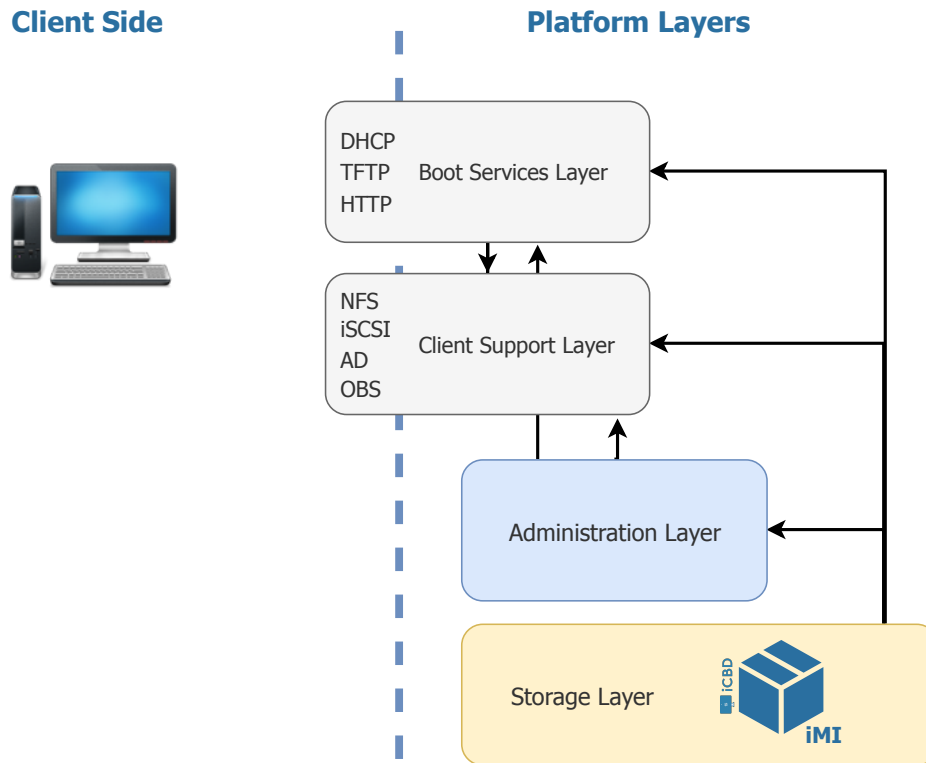 Client Side
Platform Layers
DHCP
TFTP
HTTP
Boot Services Layer
NFS
iSCSI
AD
OBS
Client Support Layer
Administration Layer
Storage Layer
iCBD
iMI